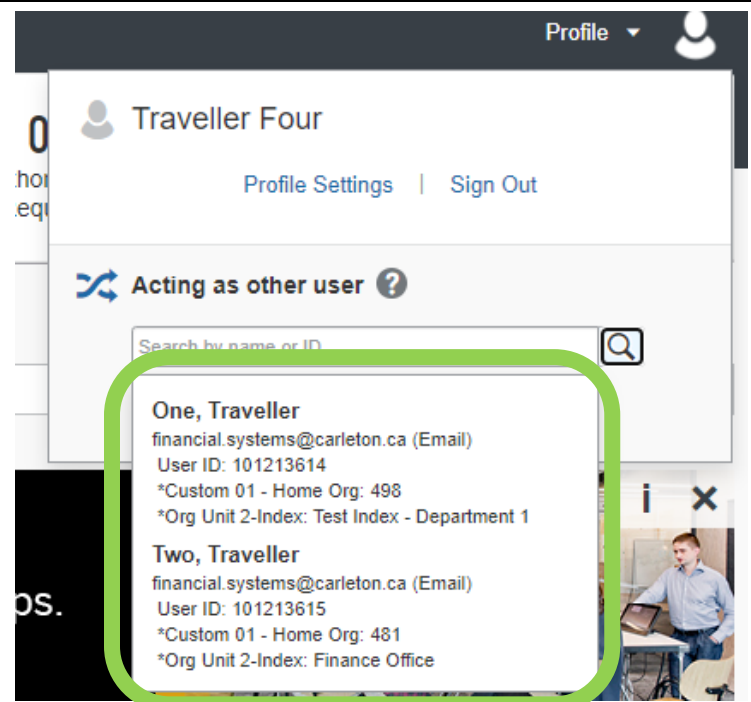 Profile
Traveller Four
0
Profile Settings | Sign Out
Acting as other user ?
Search by name or ID
One, Traveller
financial.systems@carleton.ca (Email)
User ID: 101213614
*Custom 01 - Home Org: 498
*Org Unit 2-Index: Test Index - Department 1
i ×
Two, Traveller
financial.systems@carleton.ca (Email)
ps.
User ID: 101213615
*Custom 01 - Home Org: 481
*Org Unit 2-Index: Finance Office